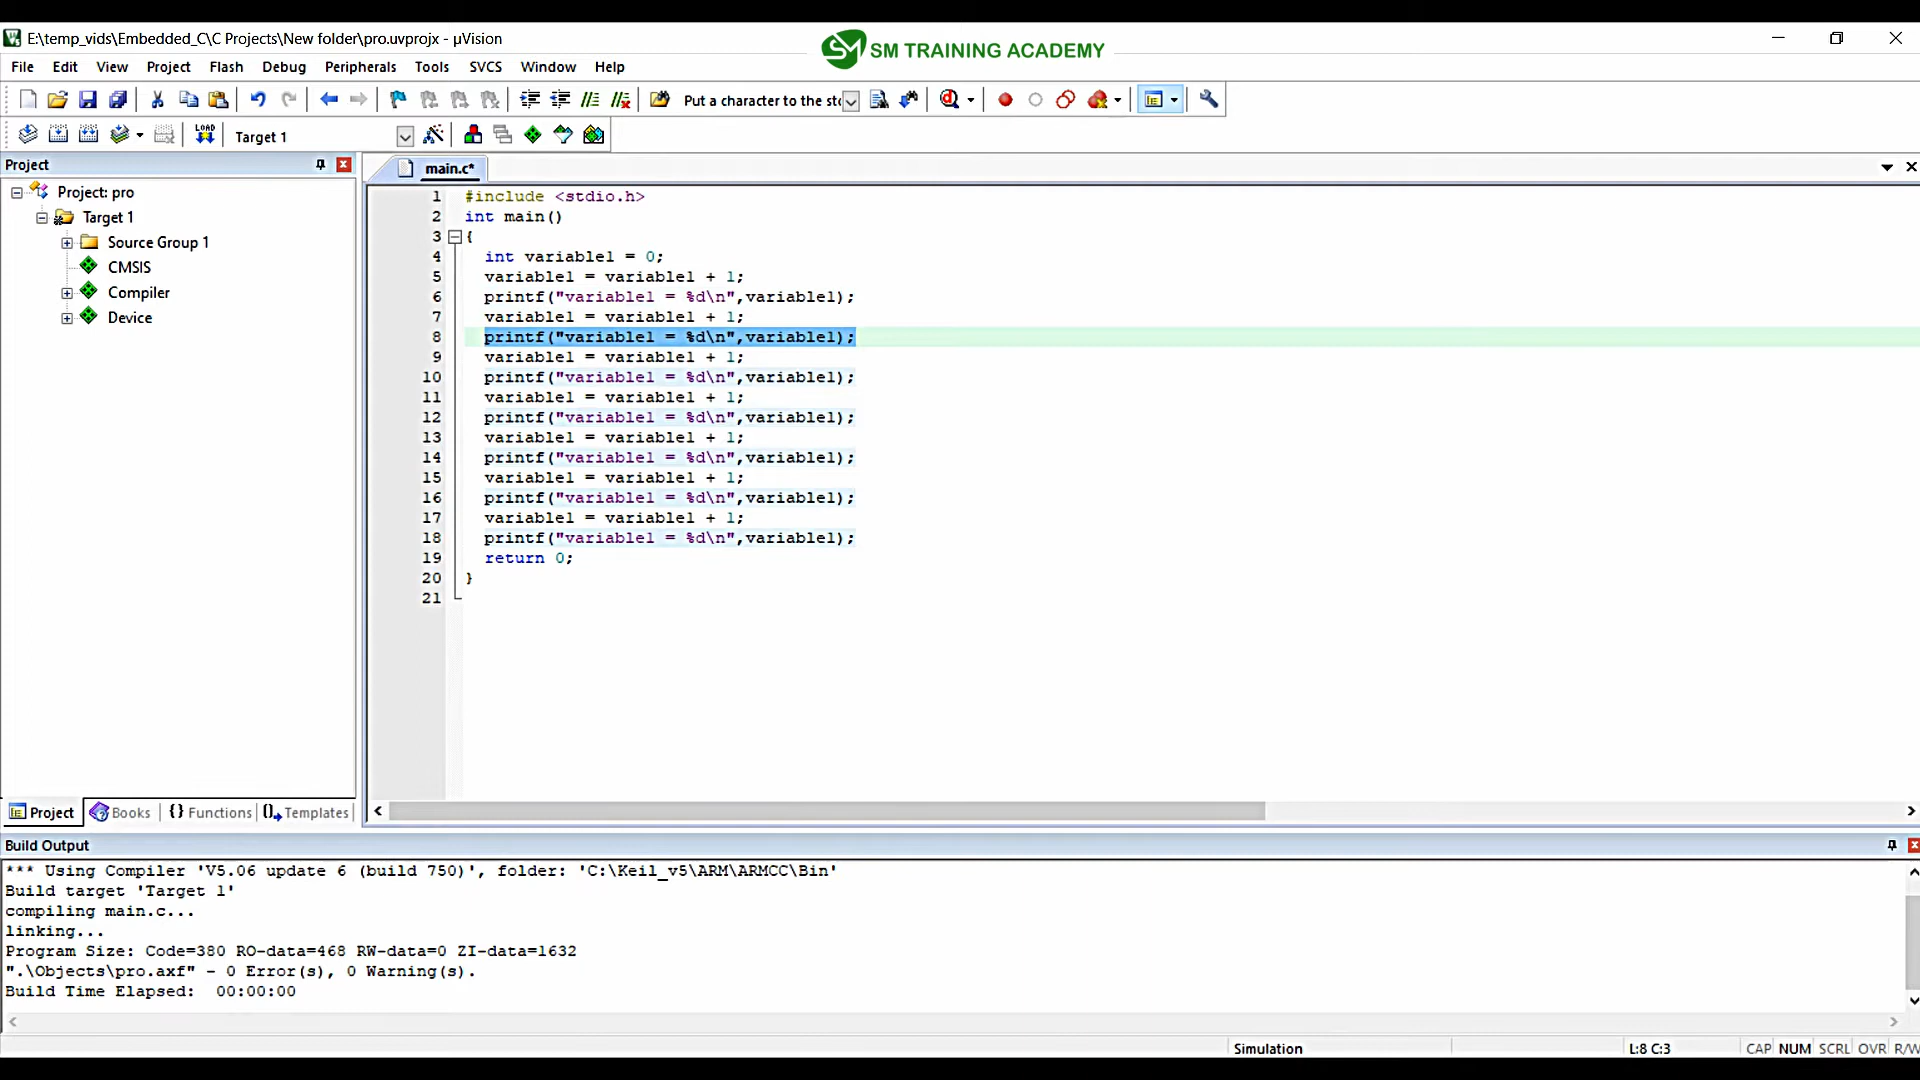 E:\temp_vids\Embedded_C\C Projects\New folder\pro.uvprojx - µVision
SM TRAINING ACADEMY
File Edit View Project Flash Debug Peripherals Tools SVCS Window Help
Put a character to the sto
LOAD Target 1
Project
main.c*
Project: pro
Target 1
Source Group 1
CMSIS
Compiler
Device
1 #include <stdio.h>
2 int main()
3 {
4 int variable1 = 0;
5 variable1 = variable1 + 1;
6 printf("variable1 = %d\n",variable1);
7 variable1 = variable1 + 1;
8 printf("variable1 = %d\n",variable1);
9 variable1 = variable1 + 1;
10 printf("variable1 = %d\n",variable1);
11 variable1 = variable1 + 1;
12 printf("variable1 = %d\n",variable1);
13 variable1 = variable1 + 1;
14 printf("variable1 = %d\n",variable1);
15 variable1 = variable1 + 1;
16 printf("variable1 = %d\n",variable1);
17 variable1 = variable1 + 1;
18 printf("variable1 = %d\n",variable1);
19 return 0;
20 }
21
Project Books {} Functions Templates
Build Output
*** Using Compiler 'V5.06 update 6 (build 750)', folder: 'C:\Keil_v5\ARM\ARMCC\Bin'
Build target 'Target 1'
compiling main.c...
linking...
Program Size: Code=380 RO-data=468 RW-data=0 ZI-data=1632
".\Objects\pro.axf" - 0 Error(s), 0 Warning(s).
Build Time Elapsed:  00:00:00
Simulation L:8 C:3 CAP NUM SCRL OVR R/W